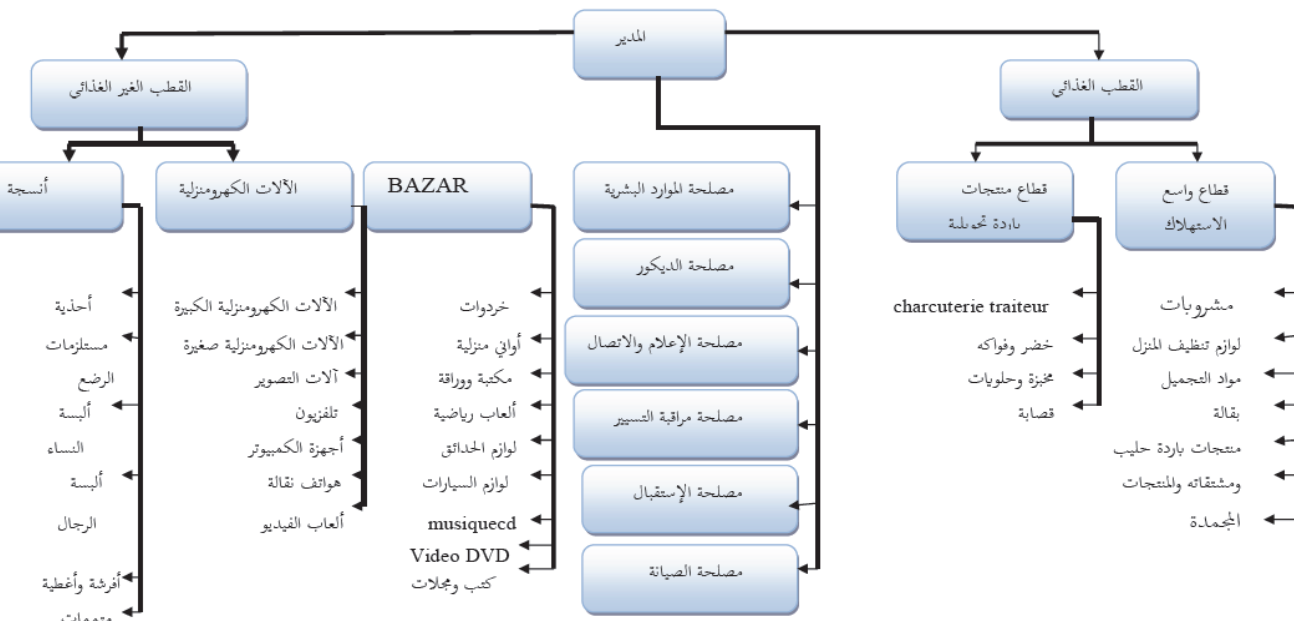 المدير
القطب الغذائي
القطب الغير الغذائي
قطاع واسع
الاستهلاك
قطاع منتجات
باردة تحويلية
مصلحة الموارد البشرية
BAZAR
الآلات الكهرومنزلية
أنسجة
مصلحة الديكور
مصلحة الإعلام والاتصال
مصلحة مراقبة التسيير
مصلحة الإستقبال
مصلحة الصيانة
مشروبات
لوازم تنظيف المنزل
مواد التجميل
بقالة
منتجات باردة حليب
ومشتقاته والمنتجات
المجمدة
charcuterie traiteur
خضر وفواكه
مخبزة وحلويات
قصابة
خردوات
أواني منزلية
مكتبة ووراقة
ألعاب رياضية
لوازم الحدائق
لوازم السيارات
musiquecd
Video DVD
كتب ومجلات
الآلات الكهرومنزلية الكبيرة
الآلات الكهرومنزلية صغيرة
آلات التصوير
تلفزيون
أجهزة الكمبيوتر
هواتف نقالة
ألعاب الفيديو
أحذية
مستلزمات
الرضع
ألبسة
النساء
ألبسة
الرجال
أفرشة وأغطية